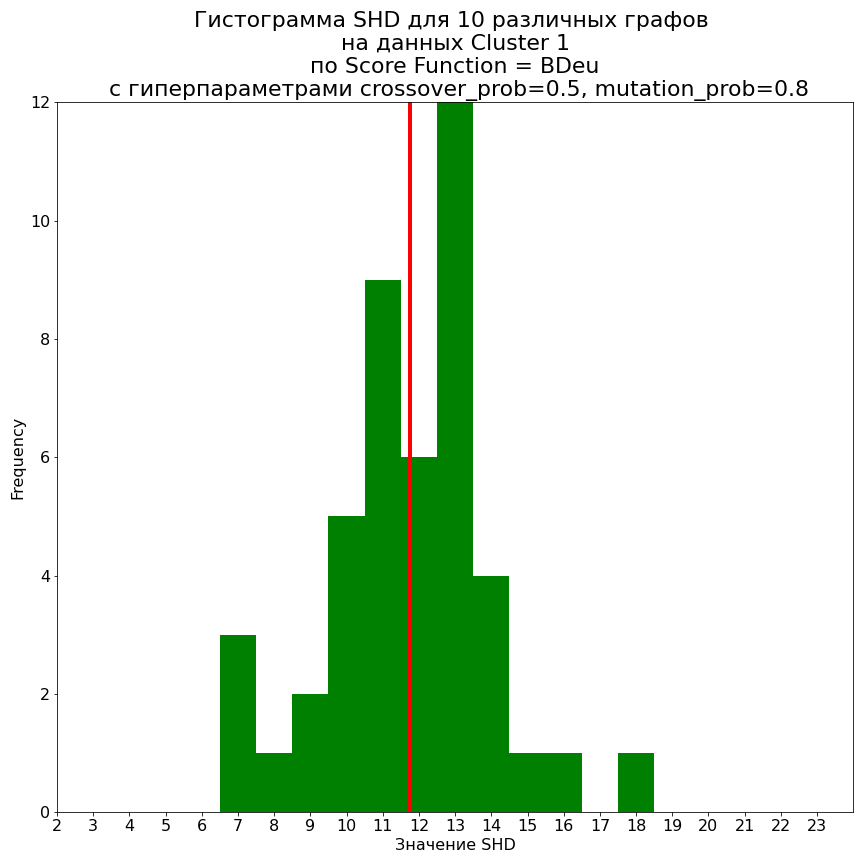 Гистограмма SHD для 10 различных графов
на данных Cluster 1
по Score Function = BDeu
с гиперпараметрами crossover_prob=0.5, mutation_prob=0.8
12
10
8
6
4
2
0
Frequency
2 3 4 5 6 7 8 9 10 11 12 13 14 15 16 17 18 19 20 21 22 23
Значение SHD